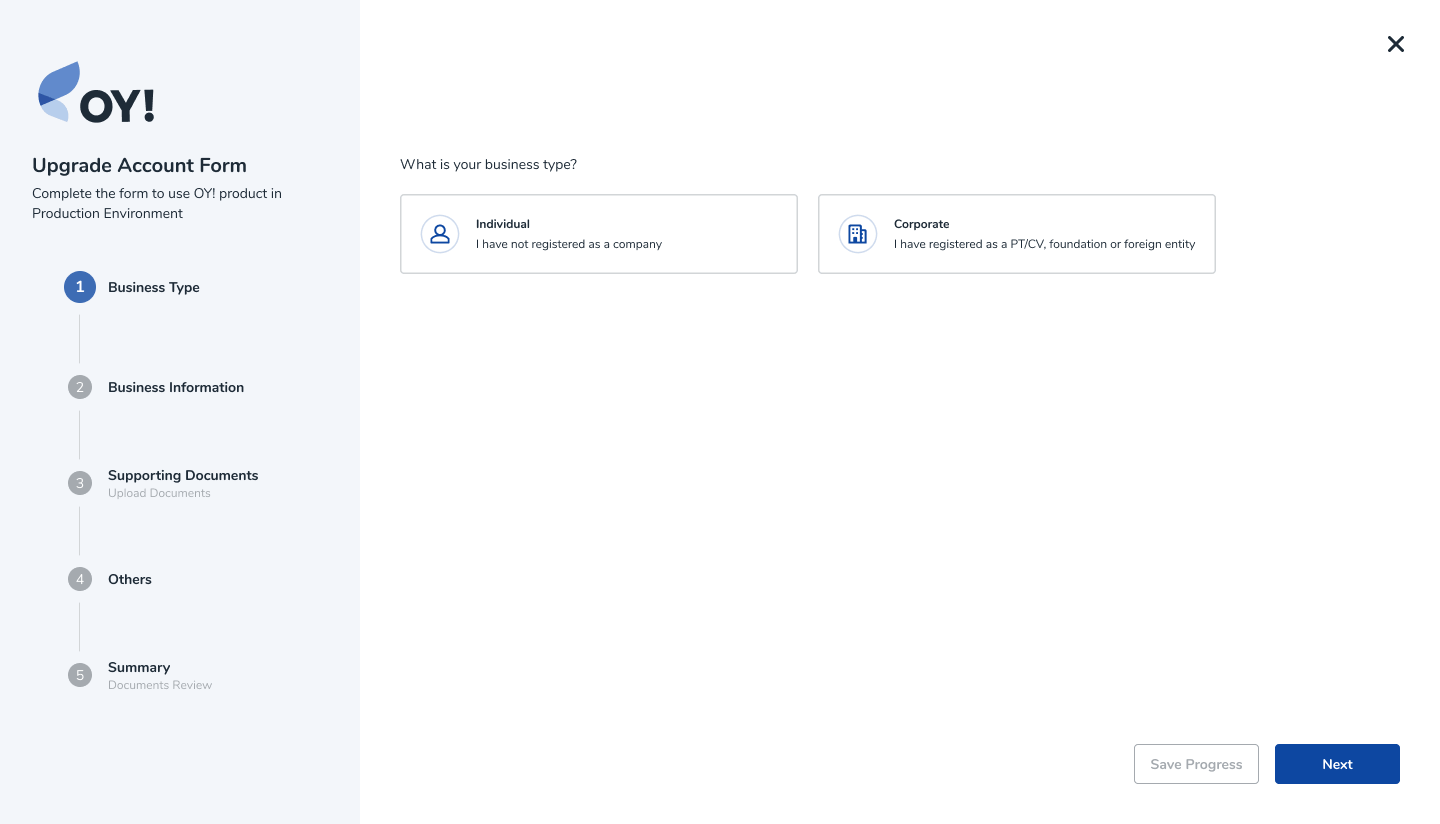 OY!
Upgrade Account Form
Complete the form to use OY! product in
Production Environment
1 Business Type
2 Business Information
3 Supporting Documents
Upload Documents
4 Others
5 Summary
Documents Review
What is your business type?
Individual
I have not registered as a company
Corporate
I have registered as a PT/CV, foundation or foreign entity
Save Progress
Next